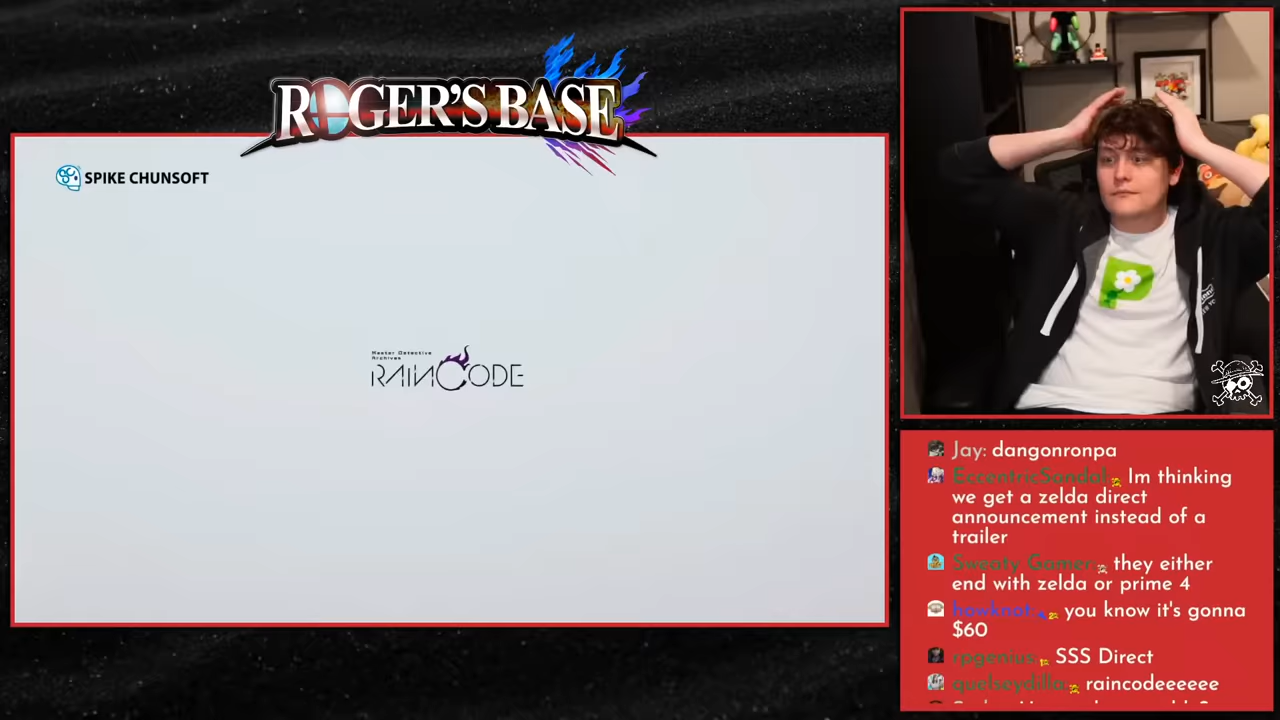 ROGER'S BASE
SPIKE CHUNSOFT
Master Detective
Archives
RAINCODE
Jay: dangonronpa
EccentricSandal Im thinking
we get a zelda direct
announcement instead of a
trailer
Sweaty Gamer they either
end with zelda or prime 4
hawknat: you know it's gonna
$60
rpgenius SSS Direct
quelseydilla: raincodeeeeee